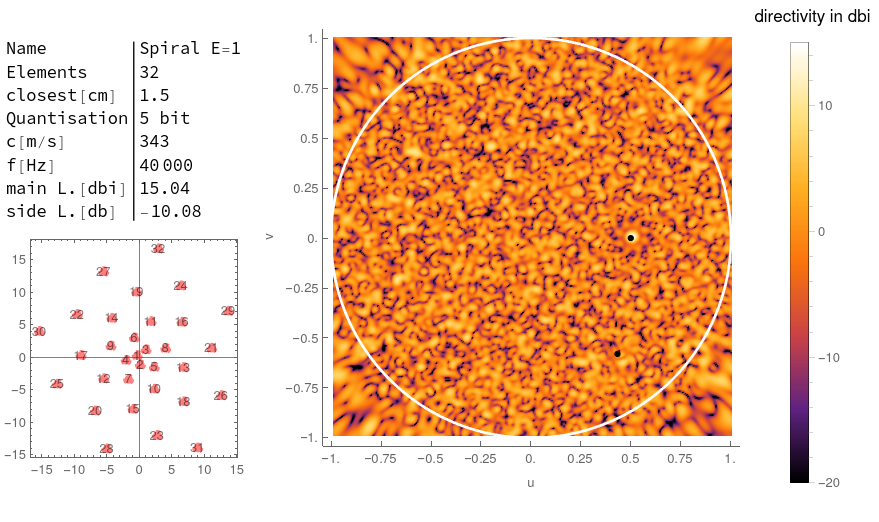 directivity in dbi
Name Spiral E=1
Elements 32
closest[cm] 1.5
Quantisation 5 bit
c[m/s] 343
f[Hz] 40000
main L.[dbi] 15.04
side L.[db] -10.08
1.
0.75
0.5
0.25
0.
-0.25
-0.5
-0.75
-1.
v
-1. -0.75 -0.5 -0.25 0. 0.25 0.5 0.75 1.
u
10
0
-10
-20
15
10
5
0
-5
-10
-15
-15 -10 -5 0 5 10 15
32
27
24
19
29
22 14 11 16
30
6
9 3 8 21
17 1
4 2 5 13
25 12 7
10 26
20 15 18
23
28 31